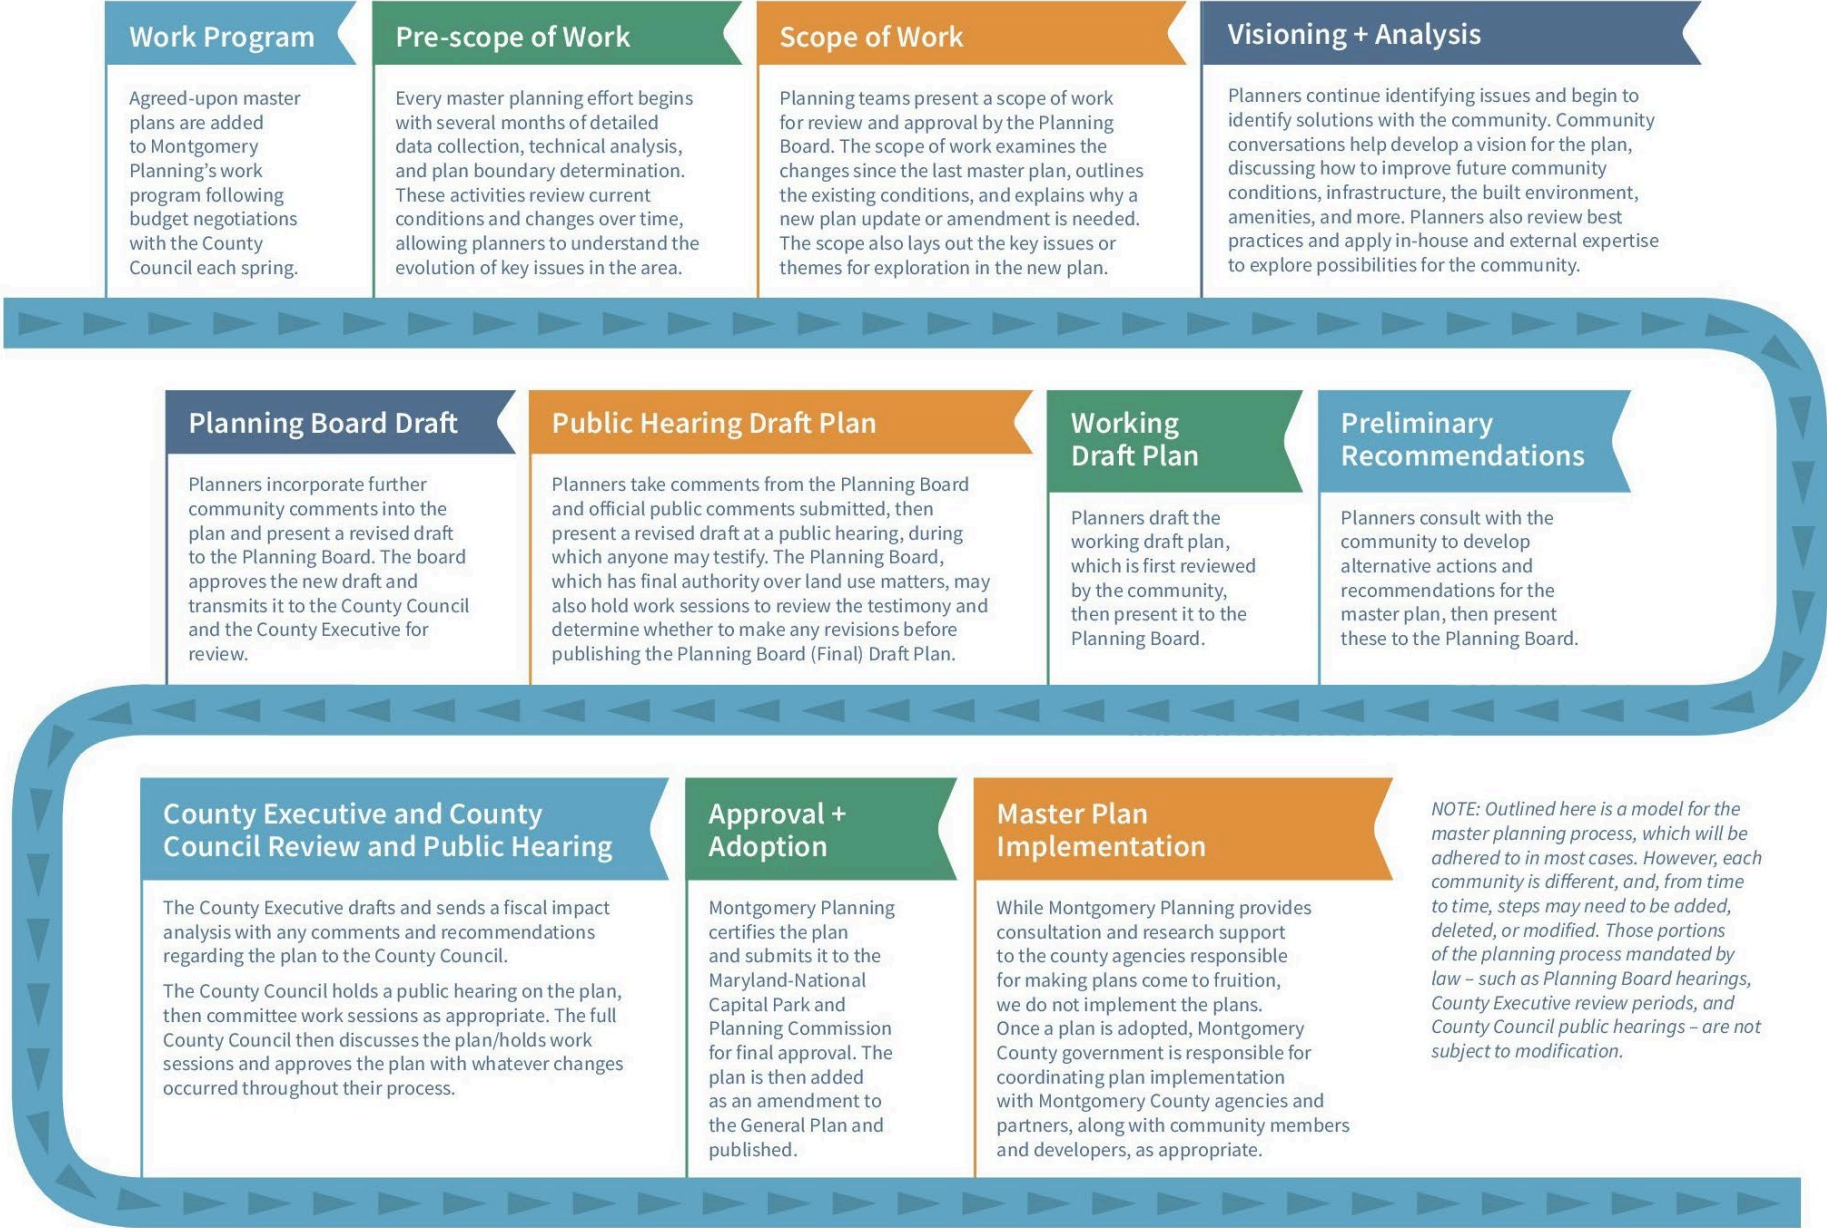 Work Program
Agreed-upon master
plans are added
to Montgomery
Planning's work
program following
budget negotiations
with the County
Council each spring.
Pre-scope of Work
Every master planning effort begins
with several months of detailed
data collection, technical analysis,
and plan boundary determination.
These activities review current
conditions and changes over time,
allowing planners to understand the
evolution of key issues in the area.
Scope of Work
Planning teams present a scope of work
for review and approval by the Planning
Board. The scope of work examines the
changes since the last master plan, outlines
the existing conditions, and explains why a
new plan update or amendment is needed.
The scope also lays out the key issues or
themes for exploration in the new plan.
Visioning + Analysis
Planners continue identifying issues and begin to
identify solutions with the community. Community
conversations help develop a vision for the plan,
discussing how to improve future community
conditions, infrastructure, the built environment,
amenities, and more. Planners also review best
practices and apply in-house and external expertise
to explore possibilities for the community.
Planning Board Draft
Planners incorporate further
community comments into the
plan and present a revised draft
to the Planning Board. The board
approves the new draft and
transmits it to the County Council
and the County Executive for
review.
Public Hearing Draft Plan
Planners take comments from the Planning Board
and official public comments submitted, then
present a revised draft at a public hearing, during
which anyone may testify. The Planning Board,
which has final authority over land use matters, may
also hold work sessions to review the testimony and
determine whether to make any revisions before
publishing the Planning Board (Final) Draft Plan.
Working
Draft Plan
Planners draft the
working draft plan,
which is first reviewed
by the community,
then present it to the
Planning Board.
Preliminary
Recommendations
Planners consult with the
community to develop
alternative actions and
recommendations for the
master plan, then present
these to the Planning Board.
County Executive and County
Council Review and Public Hearing
The County Executive drafts and sends a fiscal impact
analysis with any comments and recommendations
regarding the plan to the County Council.
The County Council holds a public hearing on the plan,
then committee work sessions as appropriate. The full
County Council then discusses the plan/holds work
sessions and approves the plan with whatever changes
occurred throughout their process.
Approval +
Adoption
Montgomery Planning
certifies the plan
and submits it to the
Maryland-National
Capital Park and
Planning Commission
for final approval. The
plan is then added
as an amendment to
the General Plan and
published.
Master Plan
Implementation
While Montgomery Planning provides
consultation and research support
to the county agencies responsible
for making plans come to fruition,
we do not implement the plans.
Once a plan is adopted, Montgomery
County government is responsible for
coordinating plan implementation
with Montgomery County agencies and
partners, along with community members
and developers, as appropriate.
NOTE: Outlined here is a model for the
master planning process, which will be
adhered to in most cases. However, each
community is different, and, from time
to time, steps may need to be added,
deleted, or modified. Those portions
of the planning process mandated by
law – such as Planning Board hearings,
County Executive review periods, and
County Council public hearings – are not
subject to modification.